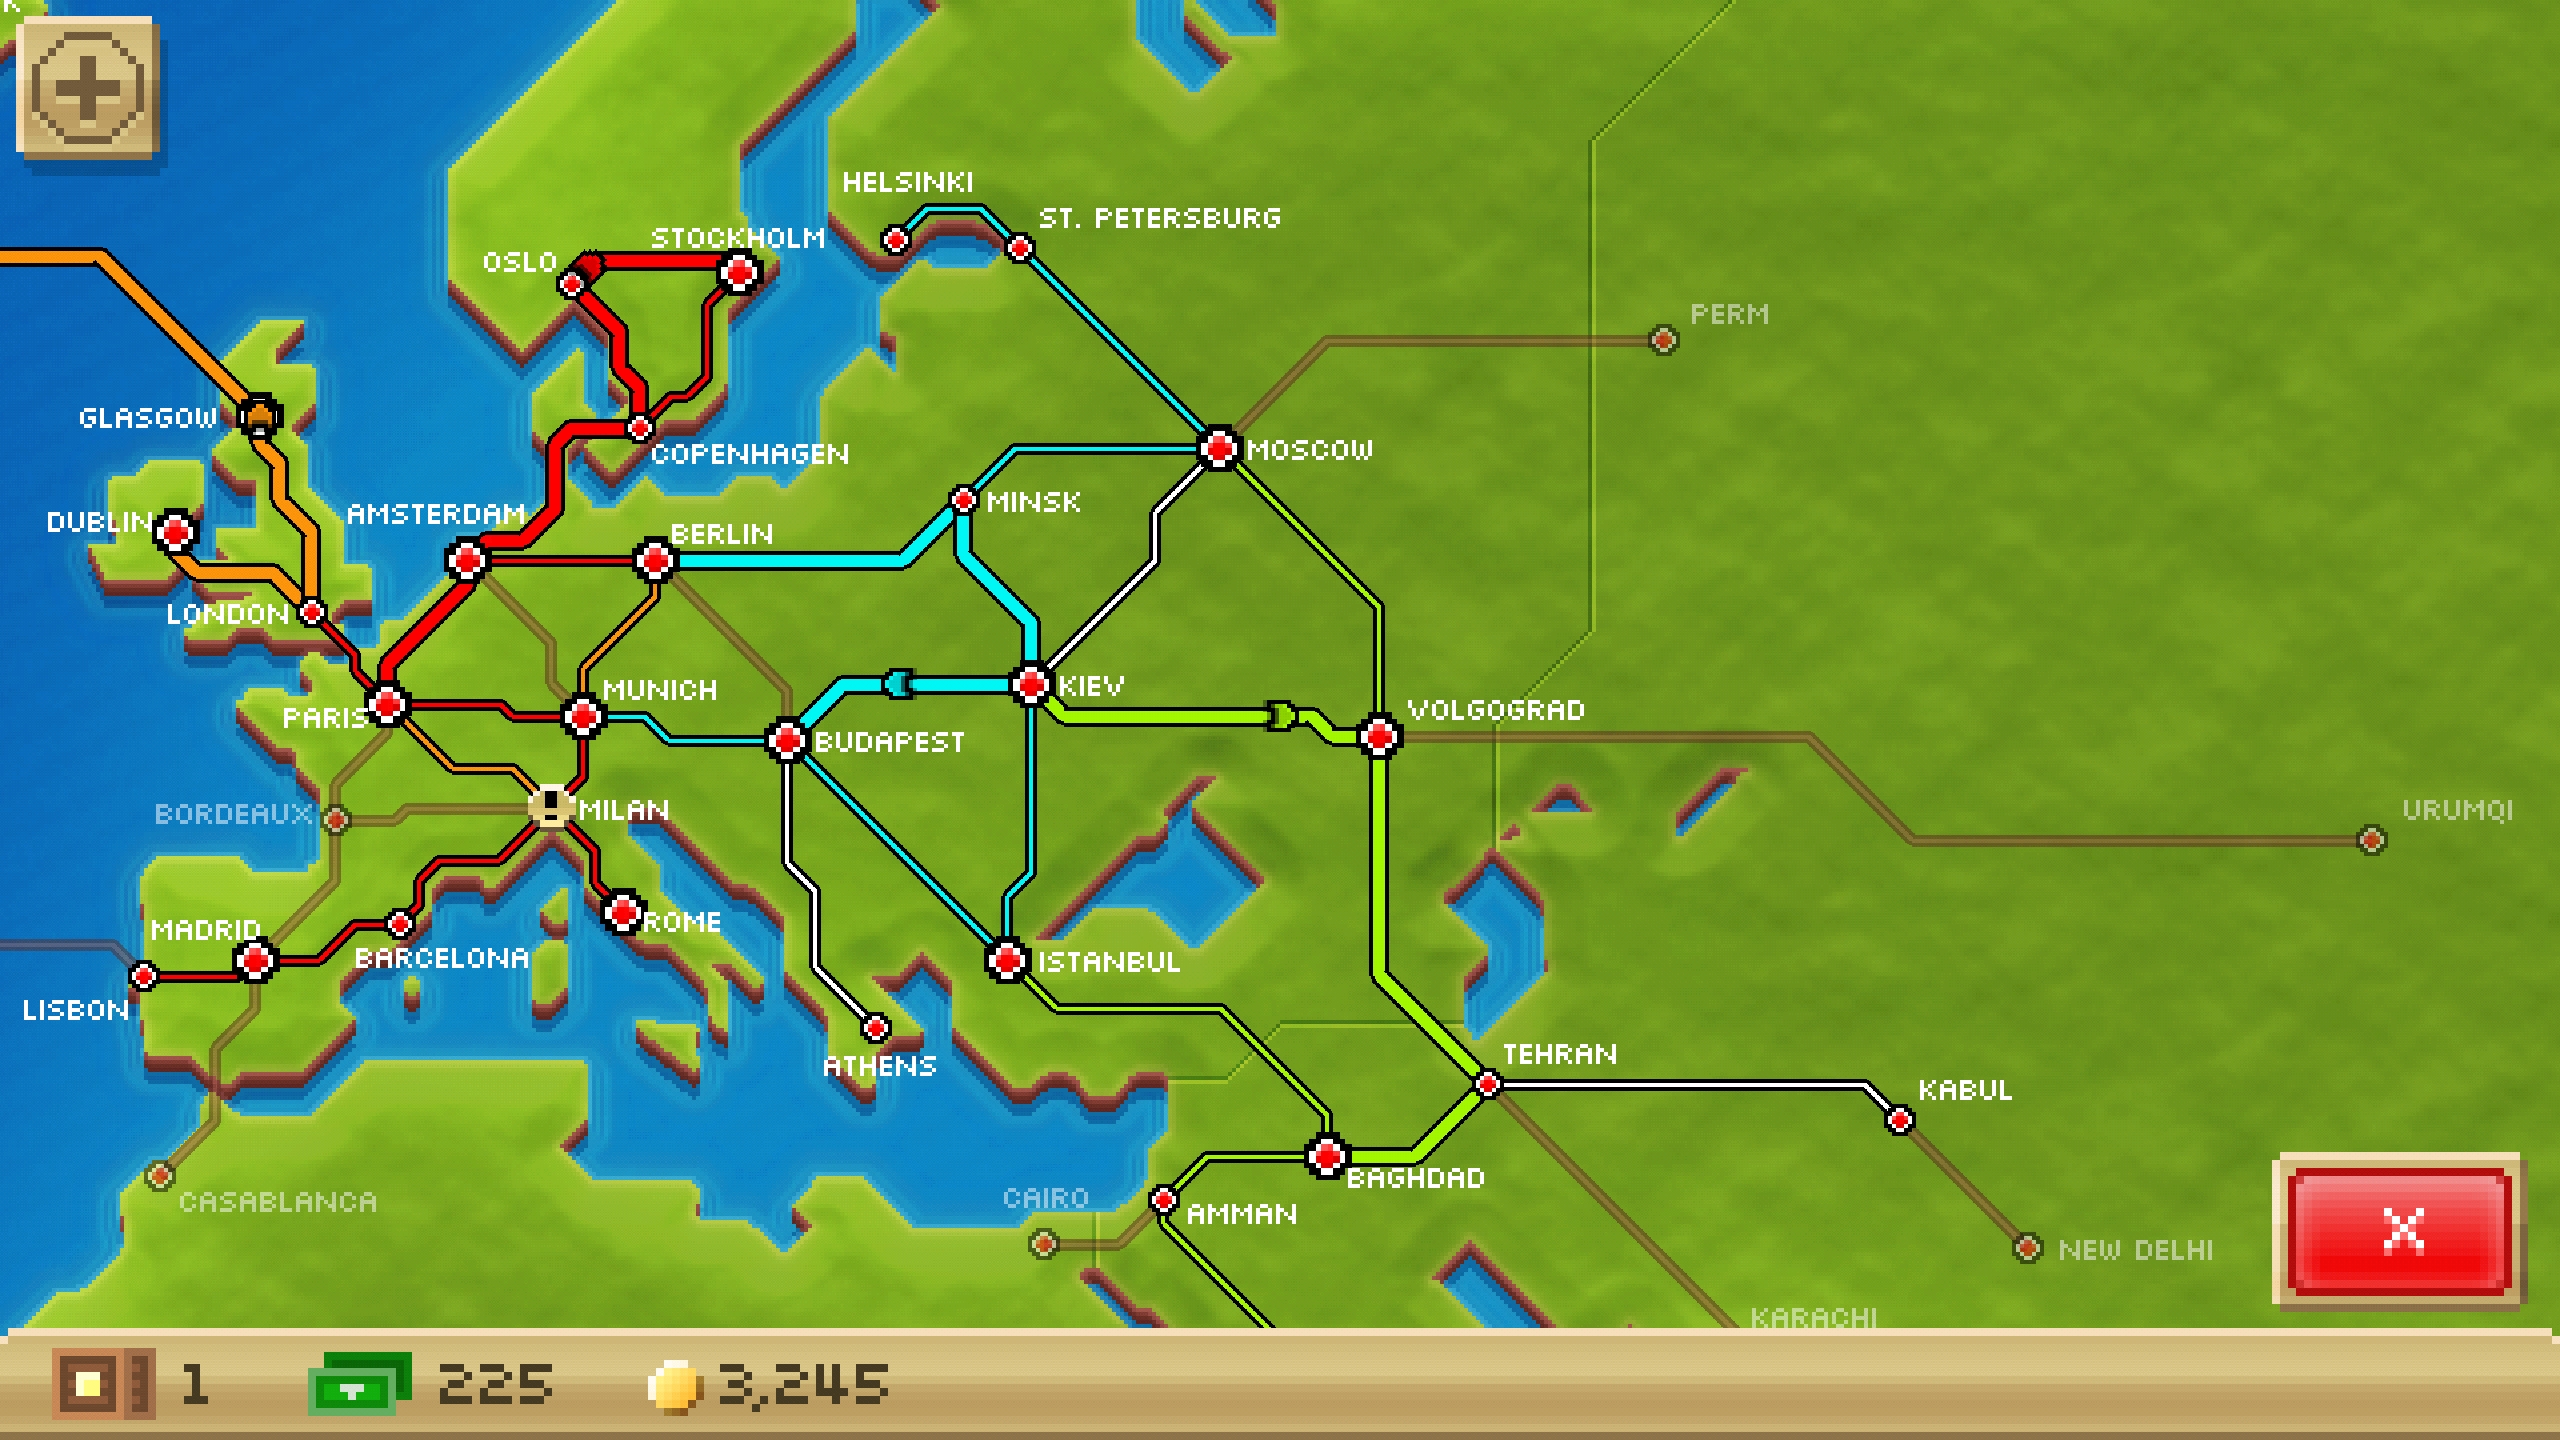 HELSINKI
ST. PETERSBURG
STOCKHOLM
OSLO
PERM
GLASGOW
COPENHAGEN
MOSCOW
MINSK
AMSTERDAM
DUBLIN
BERLIN
LONDON
MUNICH
KIEV
PARIS
VOLGOGRAD
BUDAPEST
BORDEAUX
MILAN
URUMQI
MADRID
ROME
BARCELONA
ISTANBUL
LISBON
TEHRAN
ATHENS
KABUL
BAGHDAD
CASABLANCA
CAIRO
AMMAN
NEW DELHI
X
KARACHI
1 225 3,245